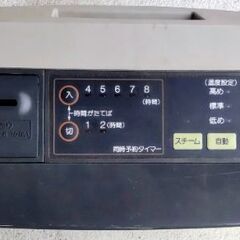 入 4 5 6 7 8
(時間)
時間がたてば
切 1 2 (時間)
同時予約タイマー
(温度設定)
高め
標準
低め
スチーム
自動